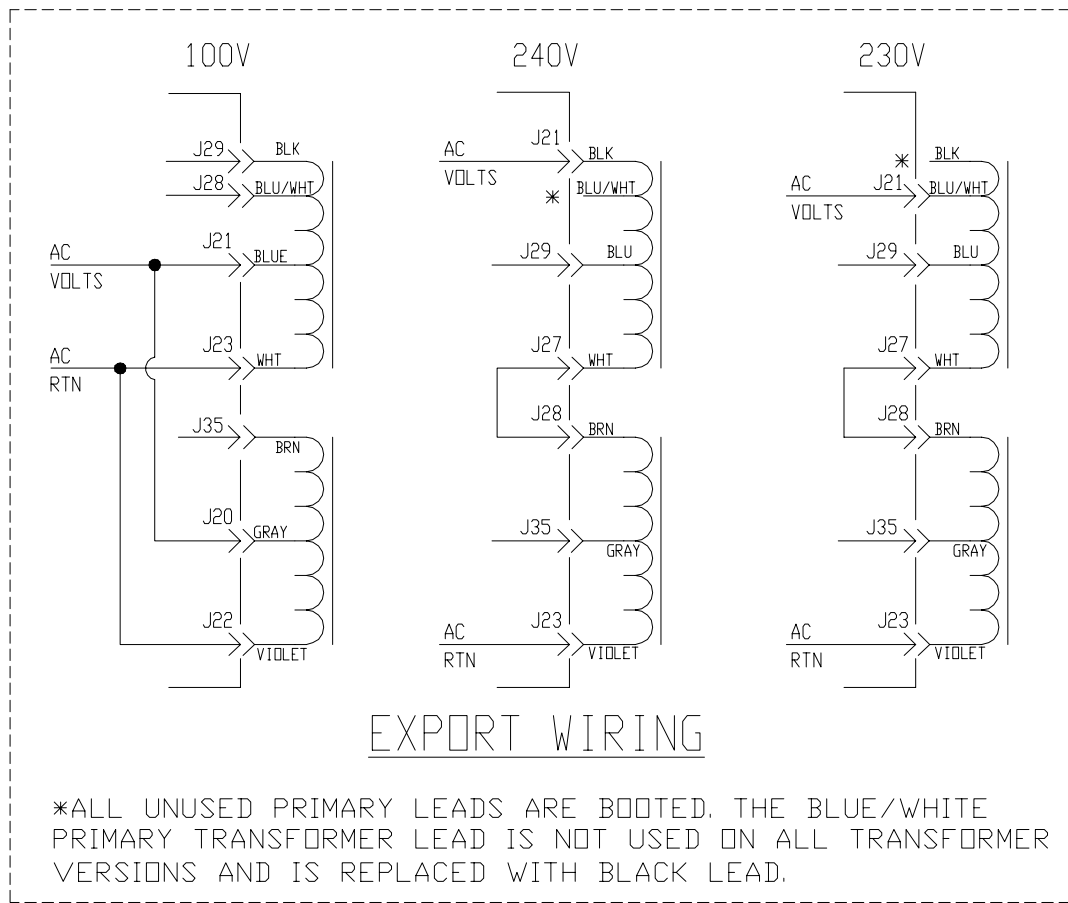 100V
J29 BLK
J28 BLU/WHT
J21 BLUE
AC VOLTS
J23 WHT
AC RTN
J35 BRN
J20 GRAY
J22 VIOLET
240V
J21 BLK
AC VOLTS
* BLU/WHT
J29 BLU
J27 WHT
J28 BRN
J35 GRAY
J23 VIOLET
AC RTN
230V
* BLK
J21 BLU/WHT
AC VOLTS
J29 BLU
J27 WHT
J28 BRN
J35 GRAY
J23 VIOLET
AC RTN
EXPORT WIRING
*ALL UNUSED PRIMARY LEADS ARE BOOTED. THE BLUE/WHITE
PRIMARY TRANSFORMER LEAD IS NOT USED ON ALL TRANSFORMER
VERSIONS AND IS REPLACED WITH BLACK LEAD.